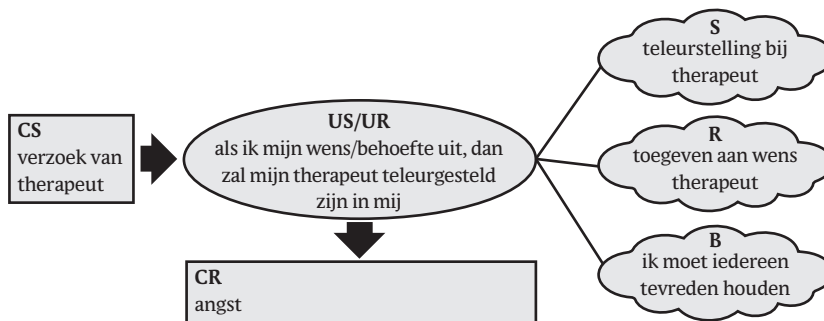 CS
verzoek van
therapeut
US/UR
als ik mijn wens/behoefte uit, dan
zal mijn therapeut teleurgesteld
zijn in mij
CR
angst
S
teleurstelling bij
therapeut
R
toegeven aan wens
therapeut
B
ik moet iedereen
tevreden houden